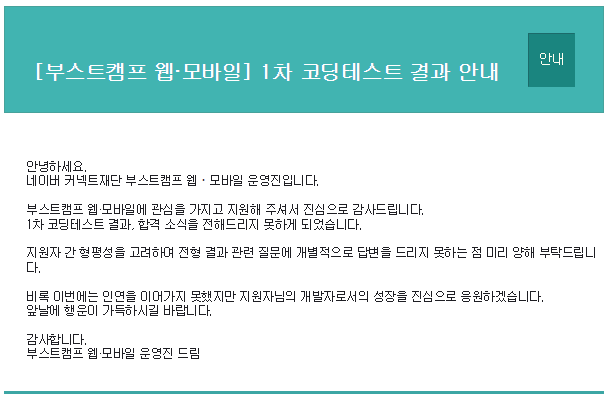 [부스트캠프 웹·모바일] 1차 코딩테스트 결과 안내
안내
안녕하세요.
네이버 커넥트재단 부스트캠프 웹 · 모바일 운영진입니다.
부스트캠프 웹·모바일에 관심을 가지고 지원해 주셔서 진심으로 감사드립니다.
1차 코딩테스트 결과, 합격 소식을 전해드리지 못하게 되었습니다.
지원자 간 형평성을 고려하여 전형 결과 관련 질문에 개별적으로 답변을 드리지 못하는 점 미리 양해 부탁드립니
다.
비록 이번에는 인연을 이어가지 못했지만 지원자님의 개발자로서의 성장을 진심으로 응원하겠습니다.
앞날에 행운이 가득하시길 바랍니다.
감사합니다.
부스트캠프 웹·모바일 운영진 드림